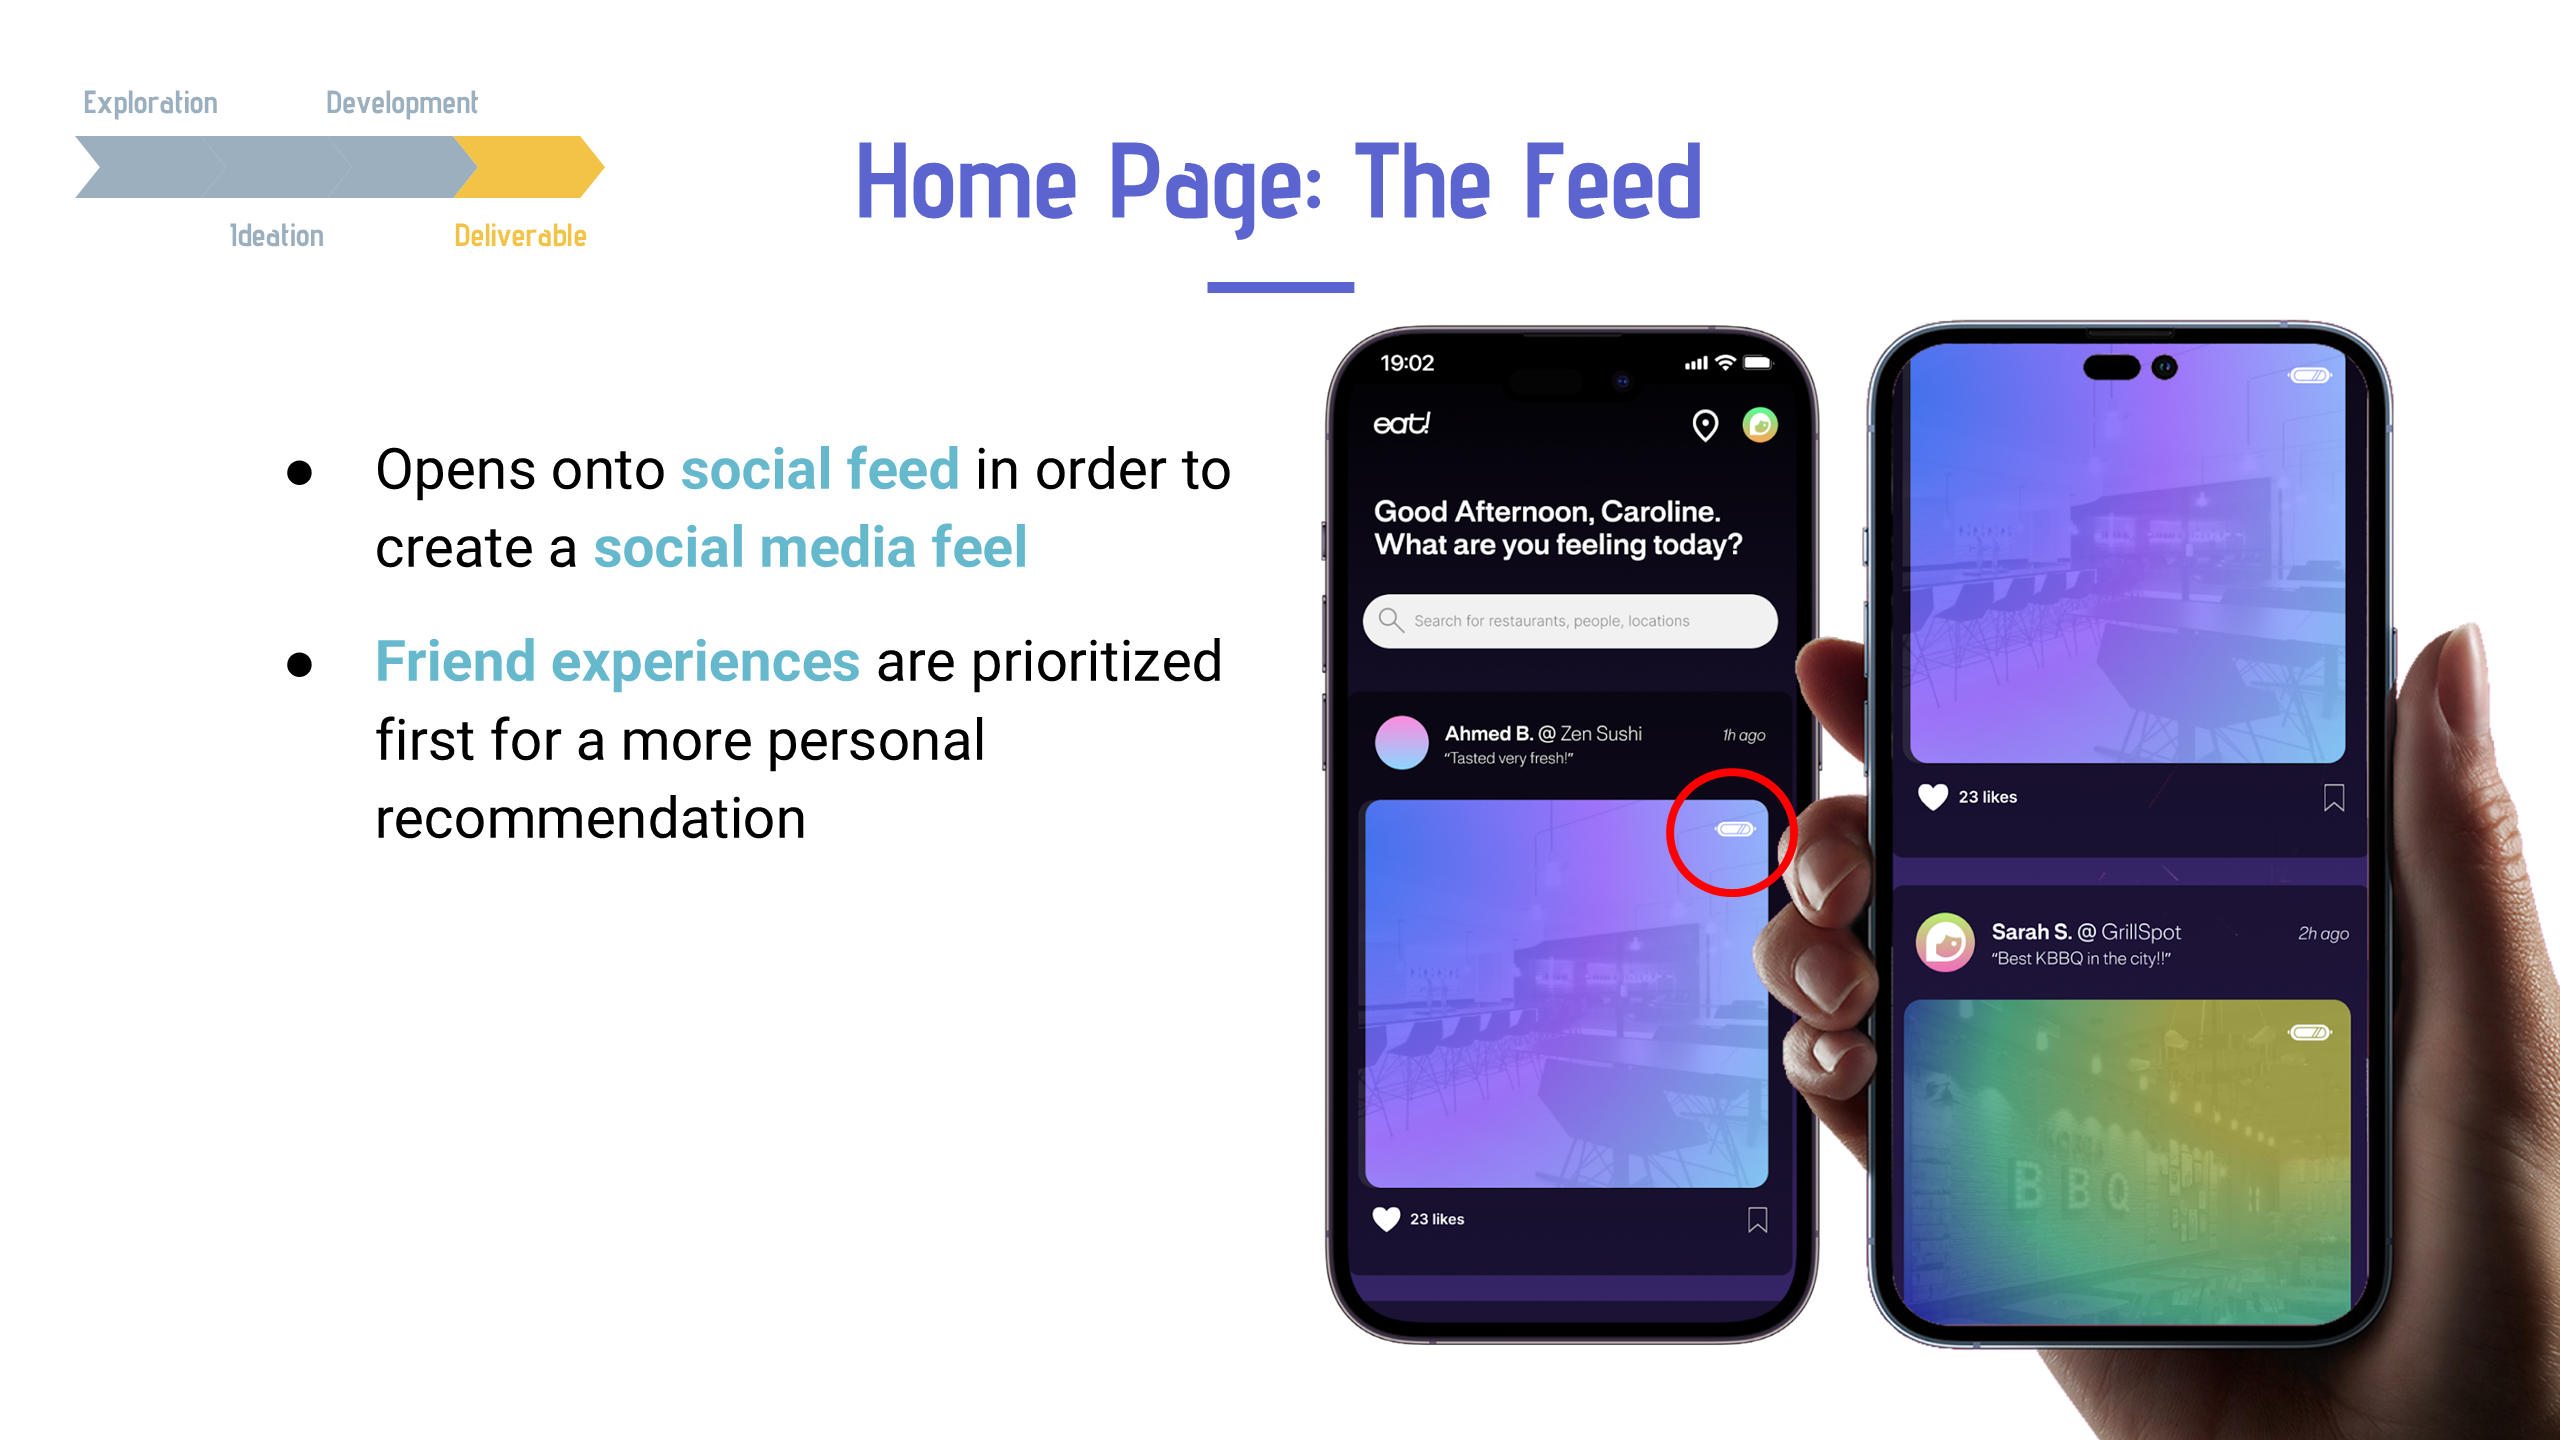 Exploration
Development
Ideation
Deliverable
Home Page: The Feed
● Opens onto social feed in order to
create a social media feel
● Friend experiences are prioritized
first for a more personal
recommendation
19:02
eat!
Good Afternoon, Caroline.
What are you feeling today?
Search for restaurants, people, locations
Ahmed B. @ Zen Sushi
1h ago
“Tasted very fresh!”
23 likes
23 likes
Sarah S. @ GrillSpot
2h ago
“Best KBBQ in the city!!”
BBQ